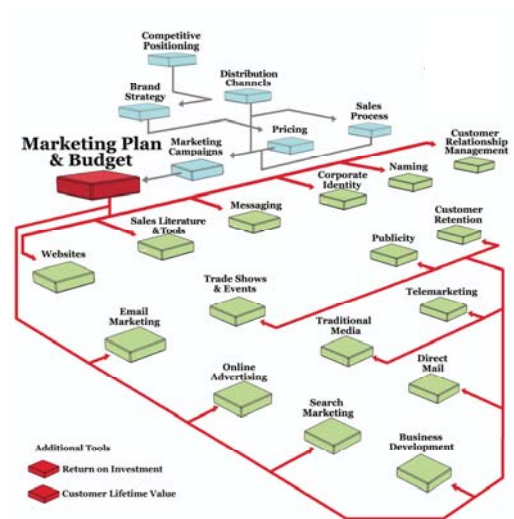 Competitive
Positioning
Distribution
Channels
Brand
Strategy
Sales
Process
Pricing
Marketing Plan
& Budget
Marketing
Campaigns
Customer
Relationship
Management
Naming
Corporate
Identity
Messaging
Sales Literature
& Tools
Websites
Customer
Retention
Publicity
Trade Shows
& Events
Telemarketing
Traditional
Media
Email
Marketing
Direct
Mail
Online
Advertising
Search
Marketing
Business
Development
Additional Tools
Return on Investment
Customer Lifetime Value